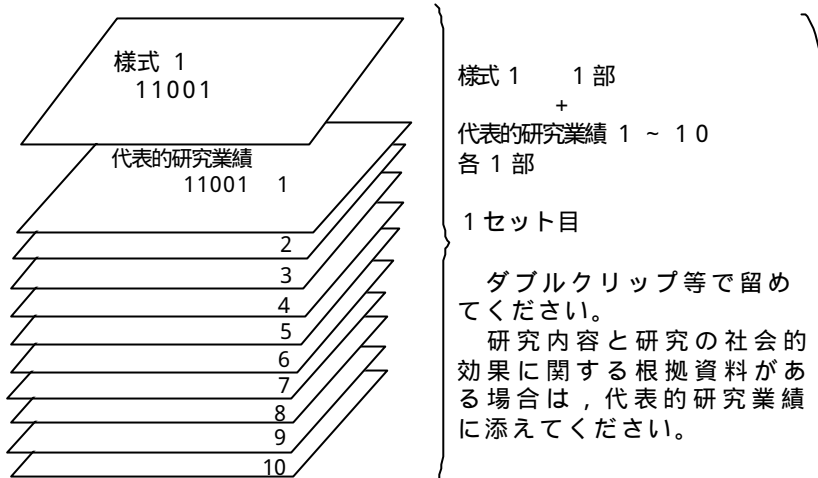 様式 1
11001
代表的研究業績
11001 1
2
3
4
5
6
7
8
9
10
様式 1 1 部
+
代表的研究業績 1 ~ 1 0
各 1 部
1 セット目
ダブルクリップ等で留め
てください。
研究内容と研究の社会的
効果に関する根拠資料があ
る場合は，代表的研究業績
に添えてください。